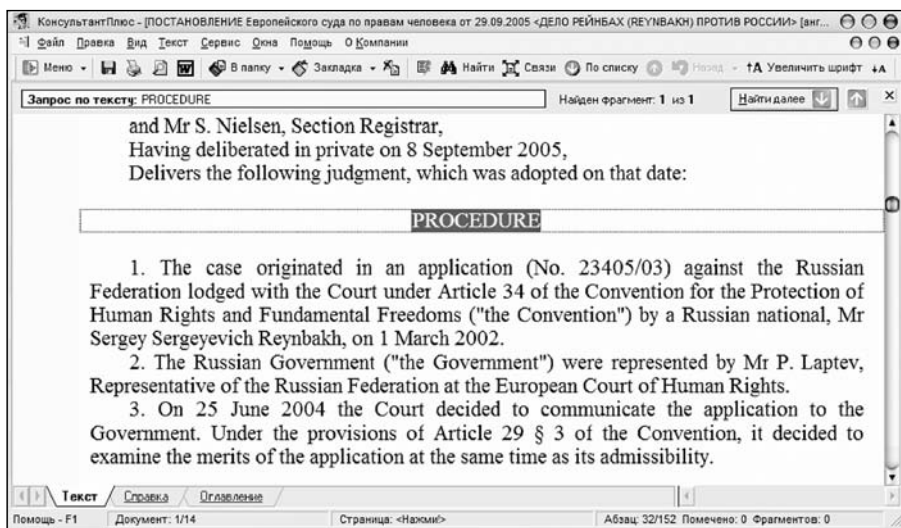 КонсультантПлюс - [ПОСТАНОВЛЕНИЕ Европейского суда по правам человека от 29.09.2005 <ДЕЛО РЕЙНБАХ (REYNBAKH) ПРОТИВ РОССИИ> [анг...
Файл Правка Вид Текст Сервис Окна Помощь О Компании
Меню В папку Закладка Найти Связи По списку Назад Увеличить шрифт
Запрос по тексту: PROCEDURE Найден фрагмент: 1 из 1 Найти далее
and Mr S. Nielsen, Section Registrar,
Having deliberated in private on 8 September 2005,
Delivers the following judgment, which was adopted on that date:
PROCEDURE
1. The case originated in an application (No. 23405/03) against the Russian
Federation lodged with the Court under Article 34 of the Convention for the Protection of
Human Rights and Fundamental Freedoms ("the Convention") by a Russian national, Mr
Sergey Sergeyevich Reynbakh, on 1 March 2002.
2. The Russian Government ("the Government") were represented by Mr P. Laptev,
Representative of the Russian Federation at the European Court of Human Rights.
3. On 25 June 2004 the Court decided to communicate the application to the
Government. Under the provisions of Article 29 § 3 of the Convention, it decided to
examine the merits of the application at the same time as its admissibility.
Текст Справка Оглавление
Помощь - F1 Документ: 1/14 Страница: <Нажми!> Абзац: 32/152 Помечено: 0 Фрагментов: 0